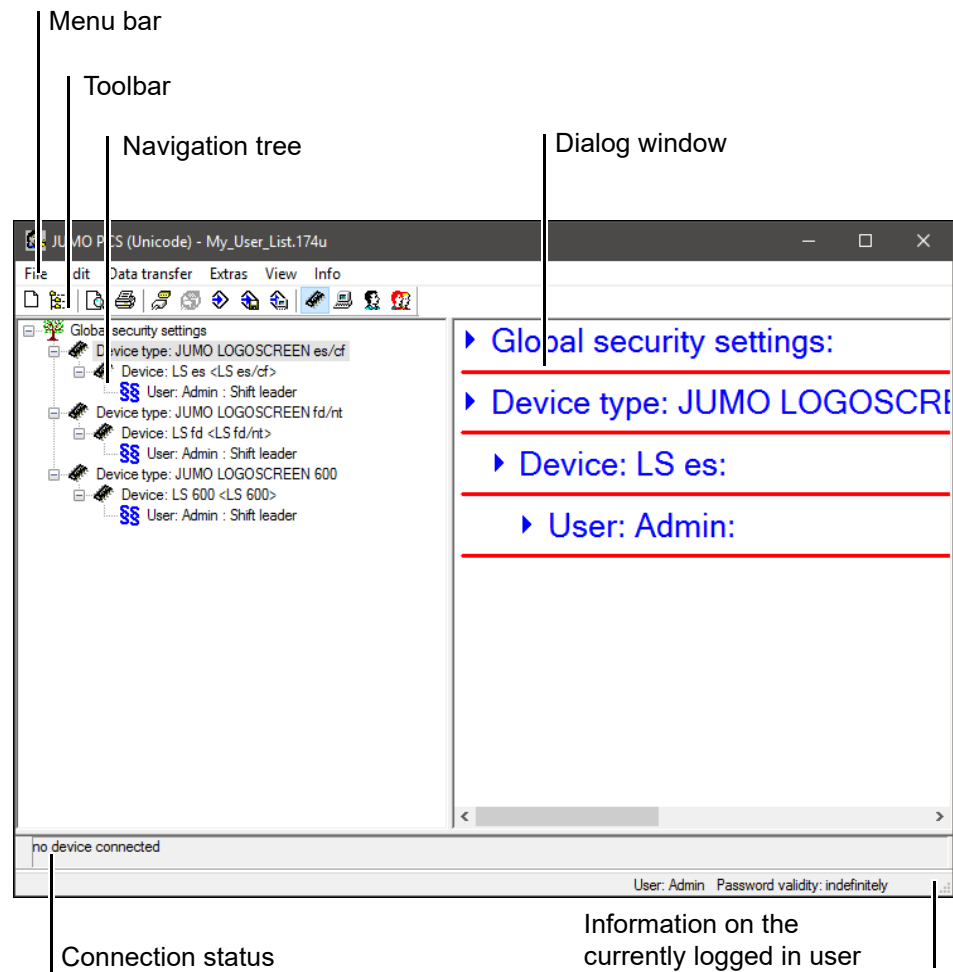 Menu bar
Toolbar
Navigation tree
Dialog window
JUMO PCS (Unicode) - My_User_List.174u
File Edit Data transfer Extras View Info
Global security settings
Device type: JUMO LOGOSCREEN es/cf
Device: LS es <LS es/cf>
§§ User: Admin : Shift leader
Device type: JUMO LOGOSCREEN fd/nt
Device: LS fd <LS fd/nt>
§§ User: Admin : Shift leader
Device type: JUMO LOGOSCREEN 600
Device: LS 600 <LS 600>
§§ User: Admin : Shift leader
Global security settings:
Device type: JUMO LOGOSCRE
Device: LS es:
User: Admin:
no device connected
User: Admin Password validity: indefinitely
Connection status
Information on the
currently logged in user